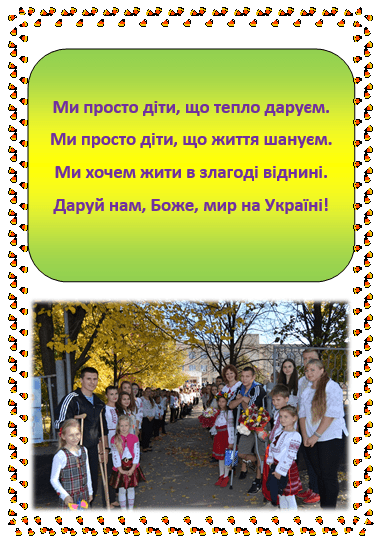 Ми просто діти, що тепло даруєм.
Ми просто діти, що життя шануєм.
Ми хочем жити в злагоді віднині.
Даруй нам, Боже, мир на Україні!